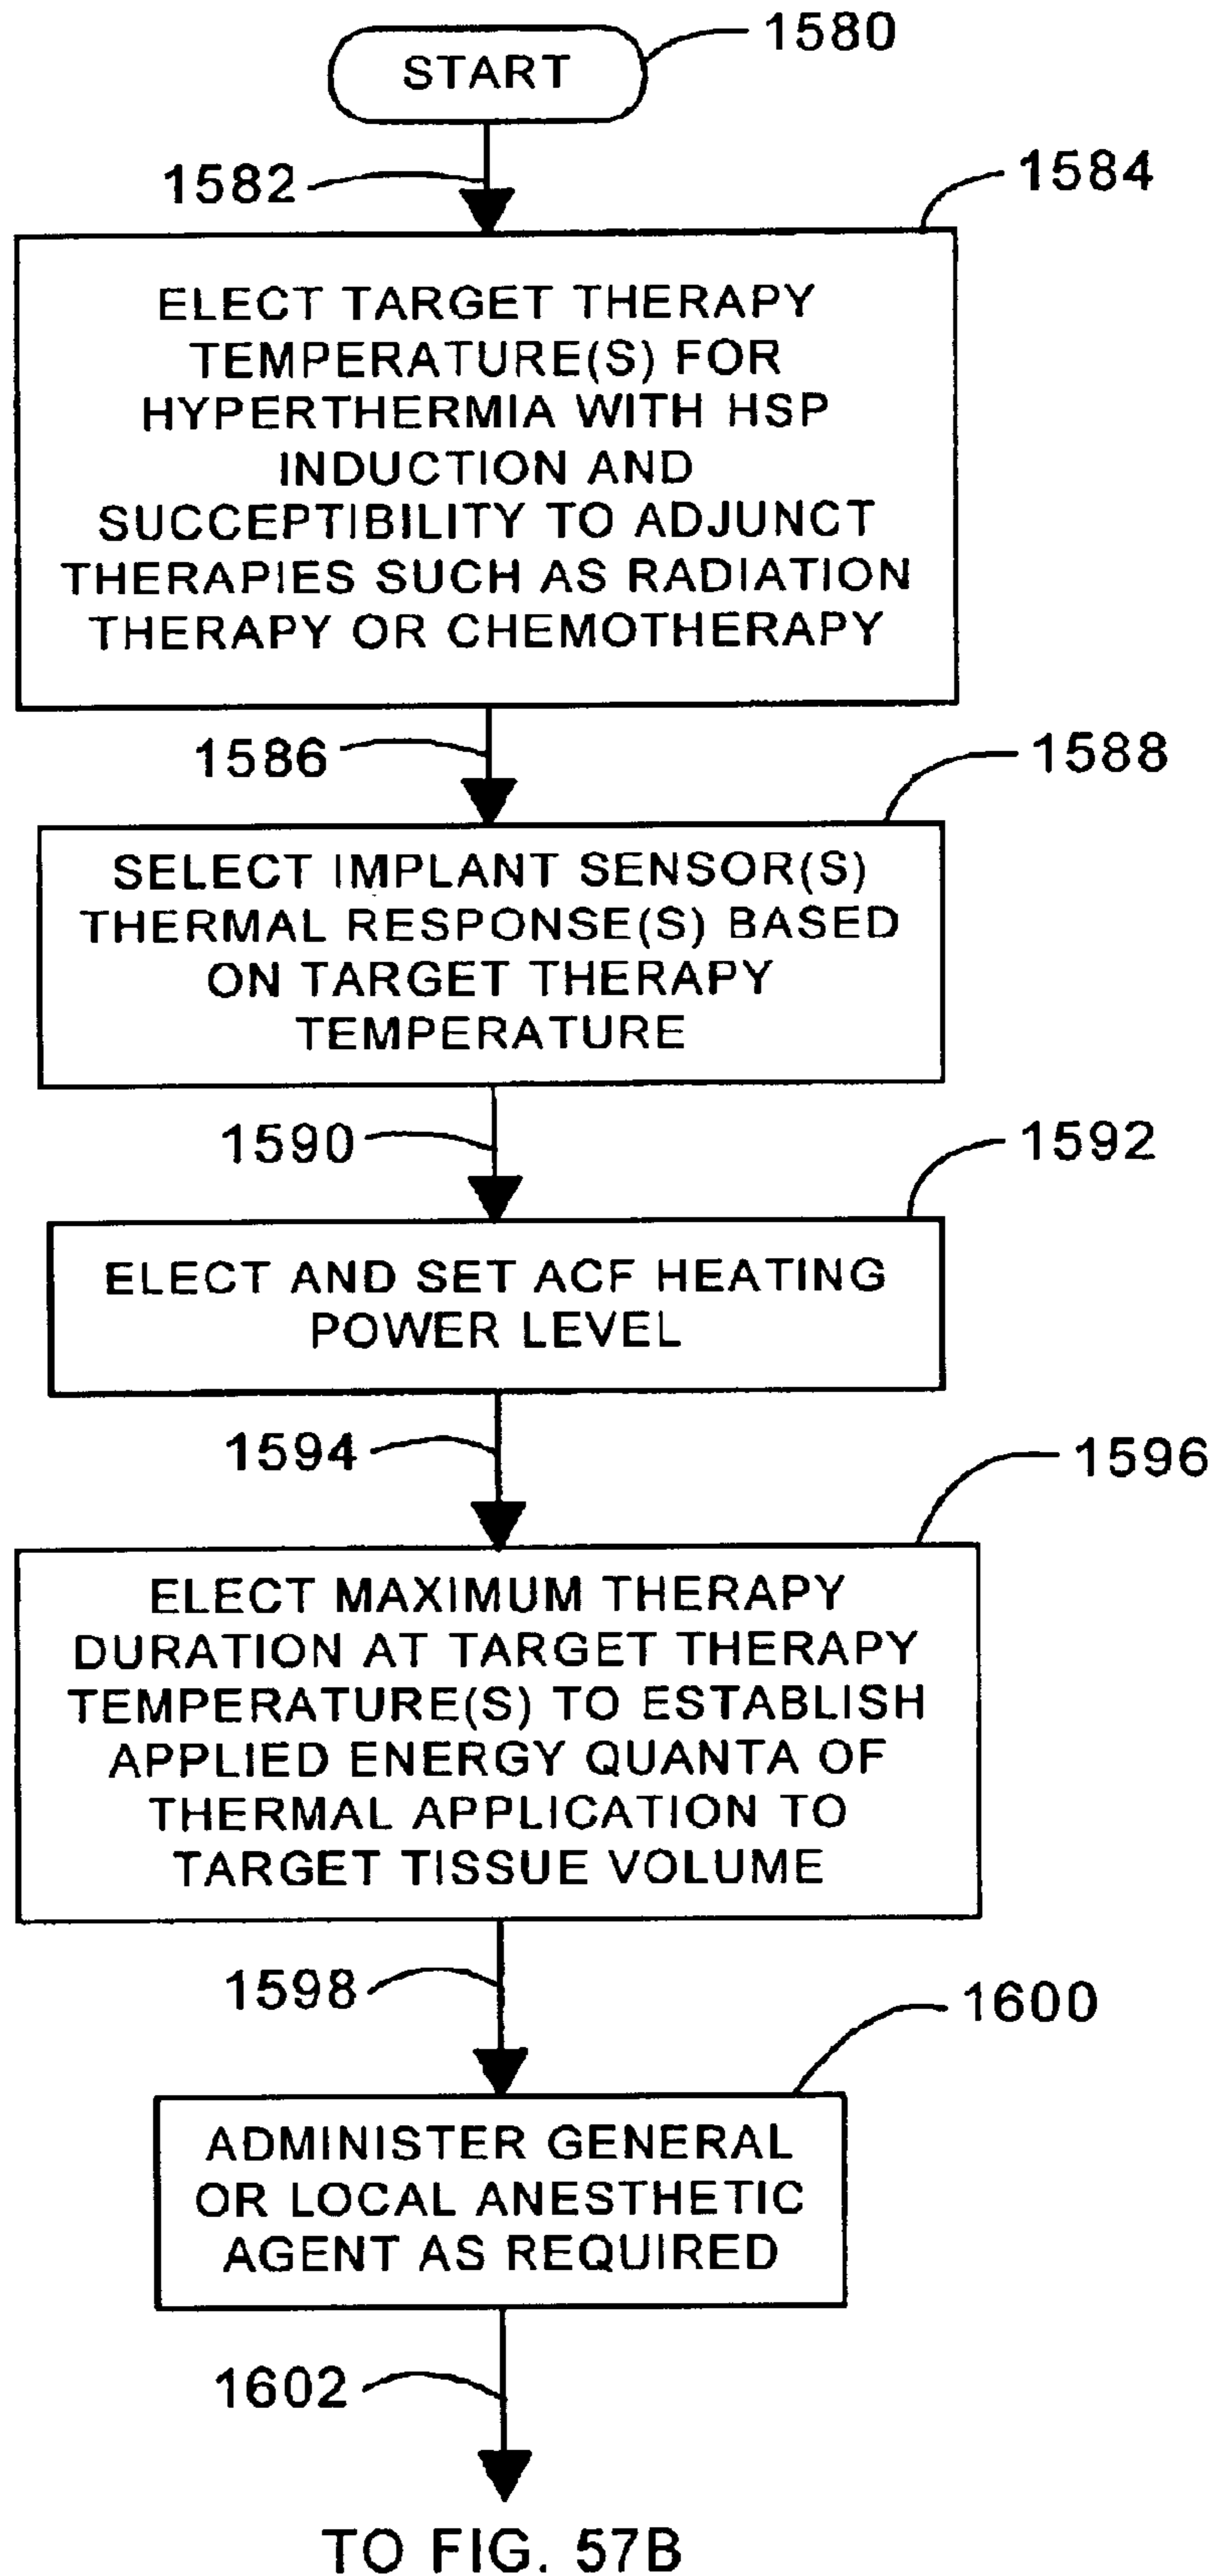 1580
START
1582
1584
ELECT TARGET THERAPY
TEMPERATURE(S) FOR
HYPERTHERMIA WITH HSP
INDUCTION AND
SUCCEPTIBILITY TO ADJUNCT
THERAPIES SUCH AS RADIATION
THERAPY OR CHEMOTHERAPY
1586
1588
SELECT IMPLANT SENSOR(S)
THERMAL RESPONSE(S) BASED
ON TARGET THERAPY
TEMPERATURE
1590
1592
ELECT AND SET ACF HEATING
POWER LEVEL
1594
1596
ELECT MAXIMUM THERAPY
DURATION AT TARGET THERAPY
TEMPERATURE(S) TO ESTABLISH
APPLIED ENERGY QUANTA OF
THERMAL APPLICATION TO
TARGET TISSUE VOLUME
1598
1600
ADMINISTER GENERAL
OR LOCAL ANESTHETIC
AGENT AS REQUIRED
1602
TO FIG. 57B